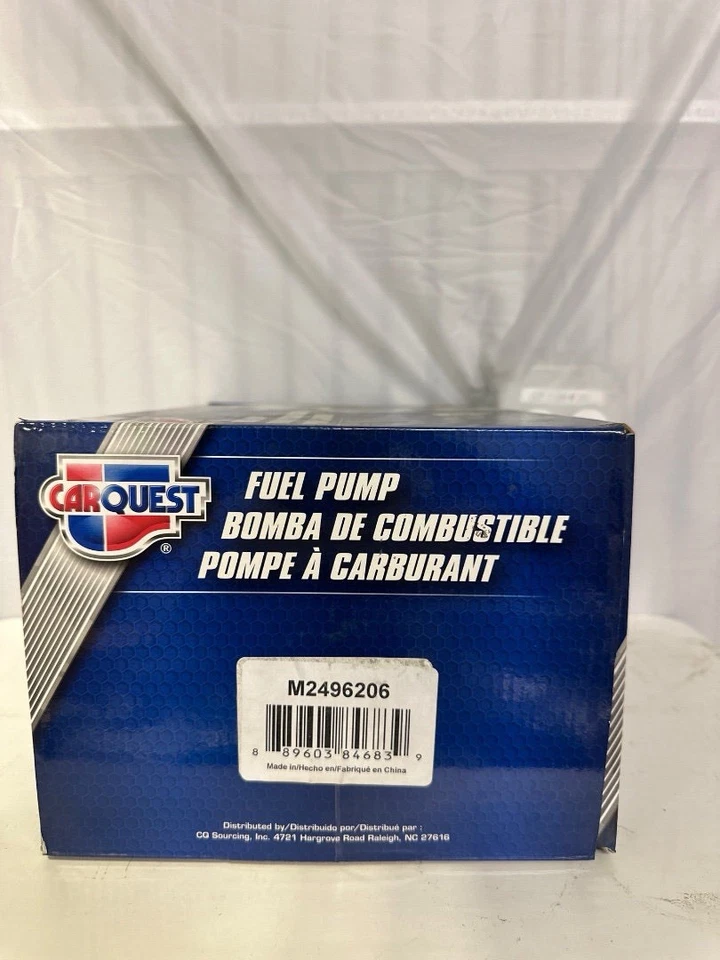 CARQUEST
®
FUEL PUMP
BOMBA DE COMBUSTIBLE
POMPE À CARBURANT
M2496206
8 89603 84683 9
Made in/Hecho en/Fabriqué en China
Distributed by/Distribuido por/Distribué par :
CQ Sourcing, Inc. 4721 Hargrove Road Raleigh, NC 27616